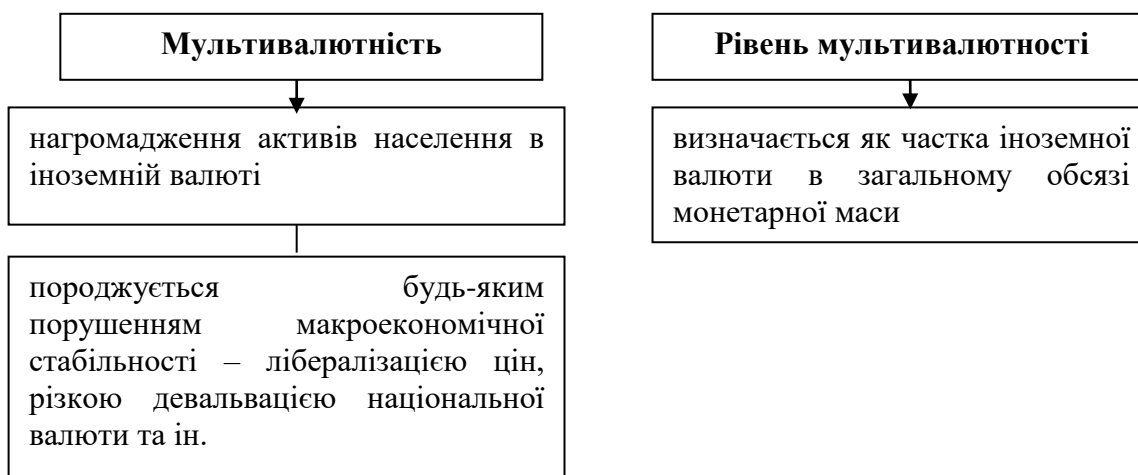 Мультивалютність
нагромадження активів населення в
іноземній валюті
породжується будь-яким
порушенням макроекономічної
стабільності – лібералізацією цін,
різкою девальвацією національної
валюти та ін.
Рівень мультивалютності
визначається як частка іноземної
валюти в загальному обсязі
монетарної маси